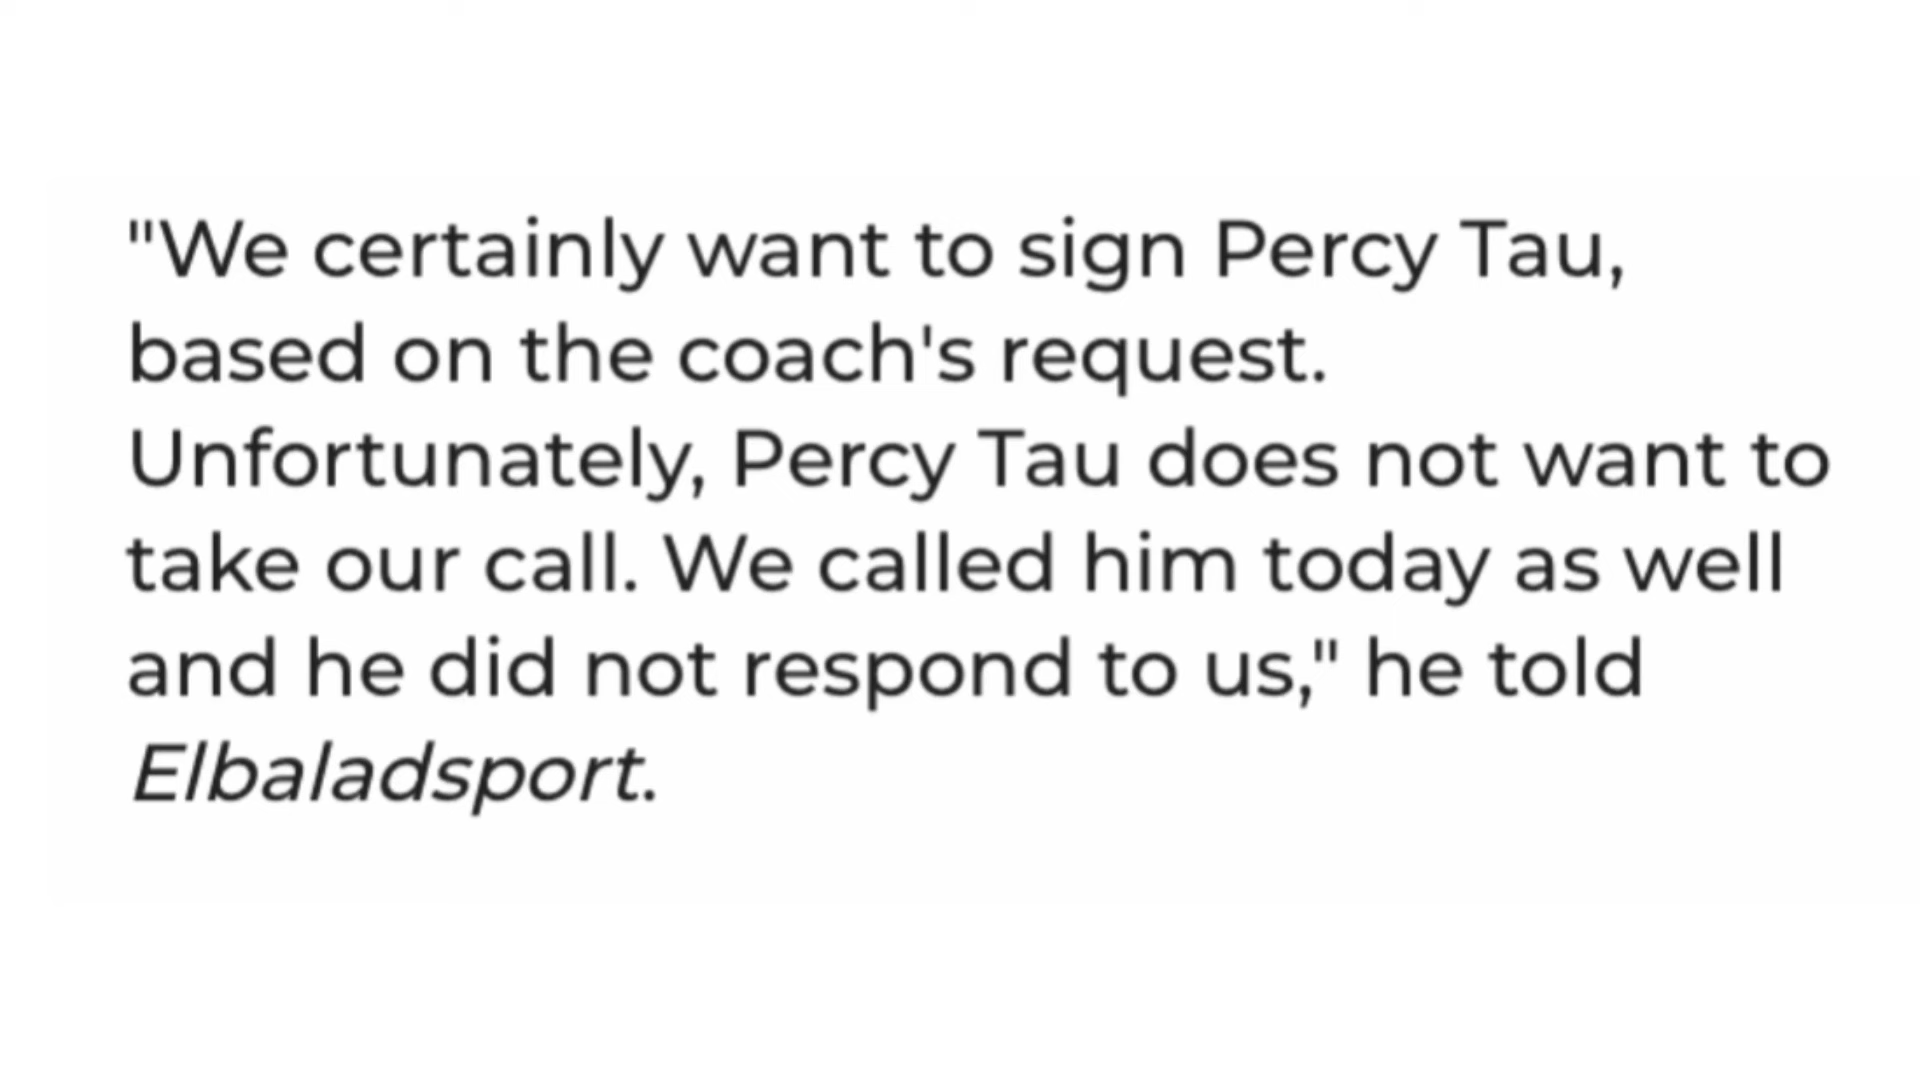 "We certainly want to sign Percy Tau,
based on the coach's request.
Unfortunately, Percy Tau does not want to
take our call. We called him today as well
and he did not respond to us," he told
Elbaladsport.